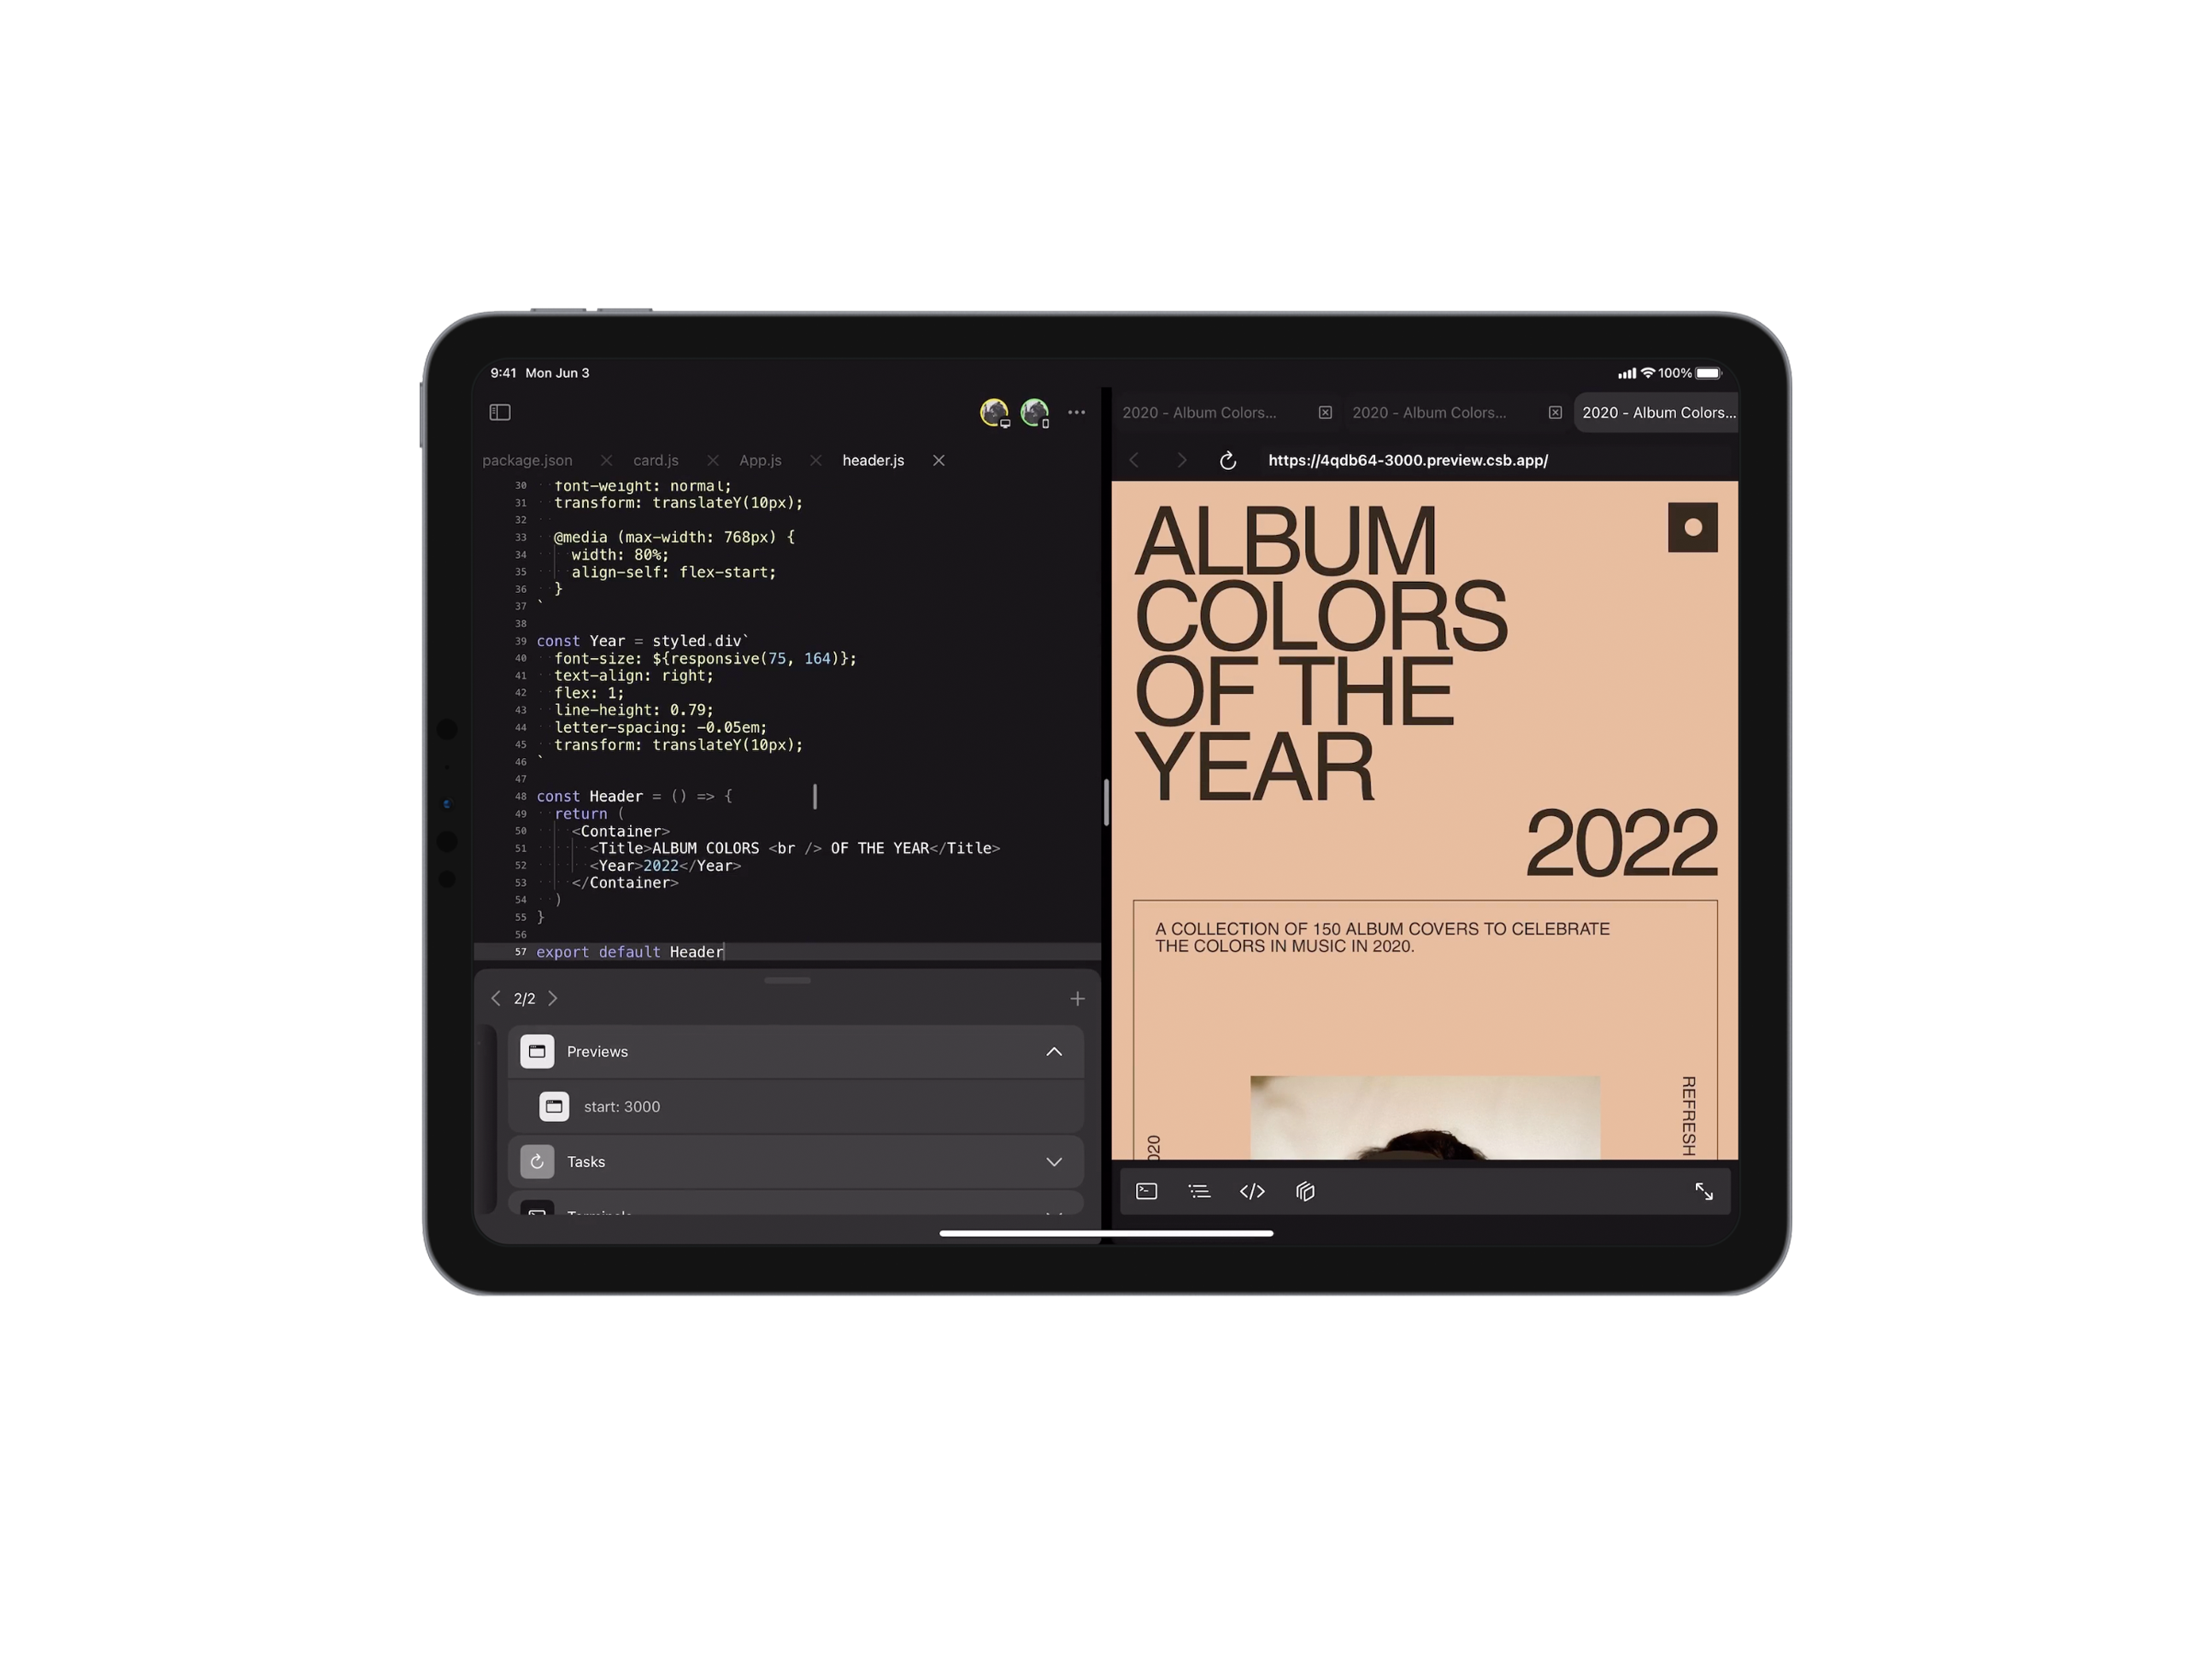 9:41 Mon Jun 3
100%
package.json
card.js
App.js
header.js
30 font-weight: normal;
31 transform: translateY(10px);
32
33 @media (max-width: 768px) {
34 width: 80%;
35 align-self: flex-start;
36 }
37 `
38
39 const Year = styled.div`
40 font-size: ${responsive(75, 164)};
41 text-align: right;
42 flex: 1;
43 line-height: 0.79;
44 letter-spacing: -0.05em;
45 transform: translateY(10px);
46 `
47
48 const Header = () => {
49 return (
50 <Container>
51 <Title>ALBUM COLORS <br /> OF THE YEAR</Title>
52 <Year>2022</Year>
53 </Container>
54 )
55 }
56
57 export default Header
2/2
Previews
start: 3000
Tasks
Terminals
2020 - Album Colors...
2020 - Album Colors...
2020 - Album Colors...
https://4qdb64-3000.preview.csb.app/
ALBUM
COLORS
OF THE
YEAR
2022
A COLLECTION OF 150 ALBUM COVERS TO CELEBRATE
THE COLORS IN MUSIC IN 2020.
REFRESH